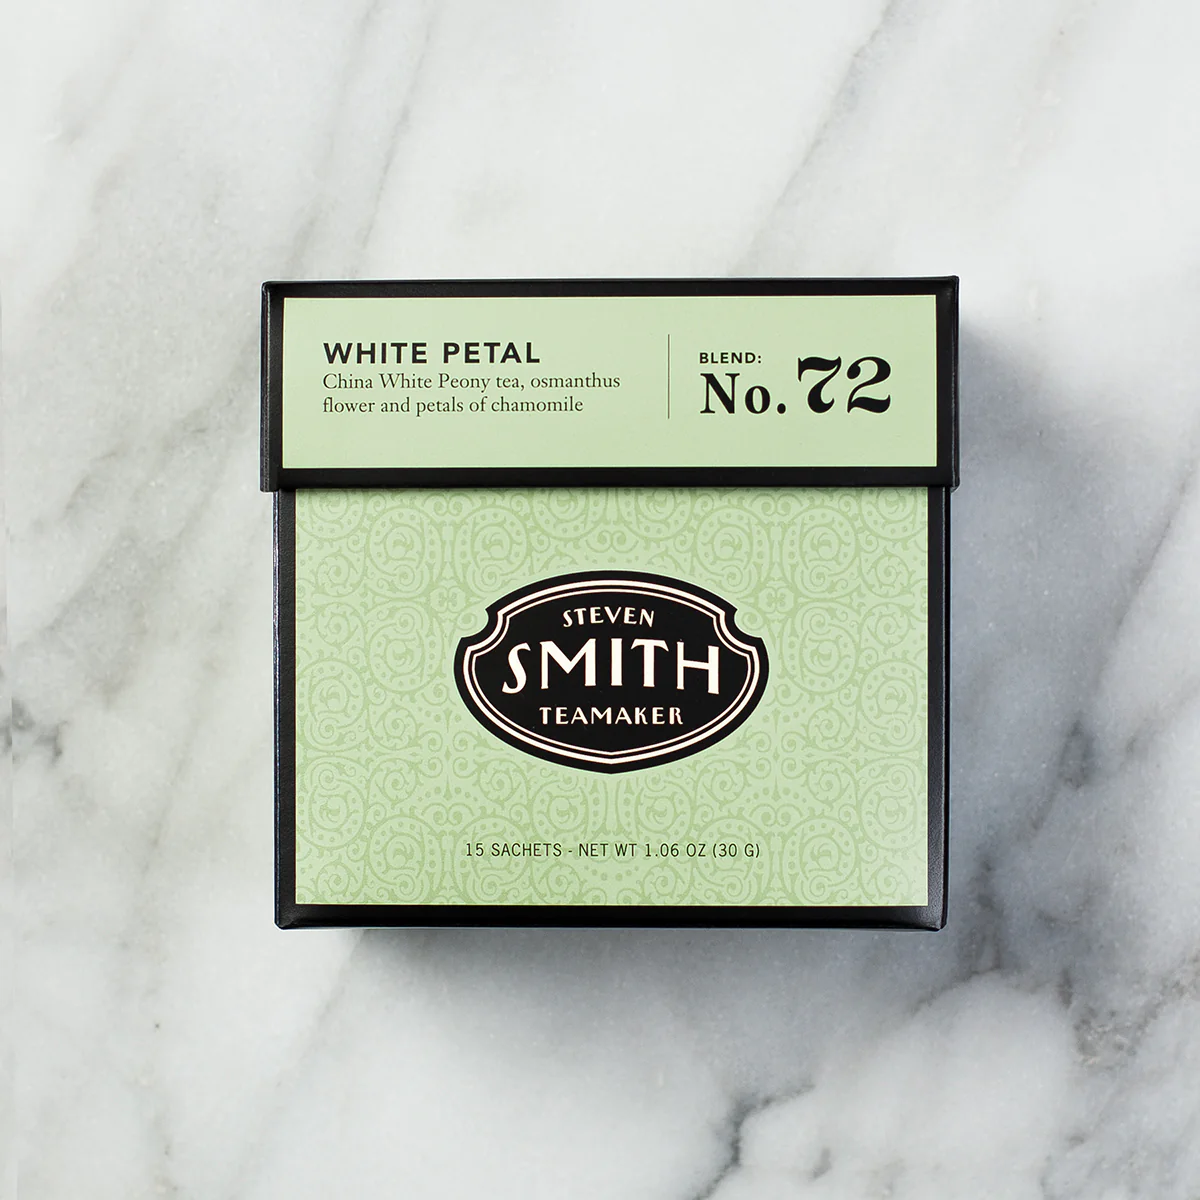 WHITE PETAL
China White Peony tea, osmanthus
flower and petals of chamomile
BLEND:
No. 72
STEVEN
SMITH
TEAMAKER
15 SACHETS - NET WT 1.06 OZ (30 G)